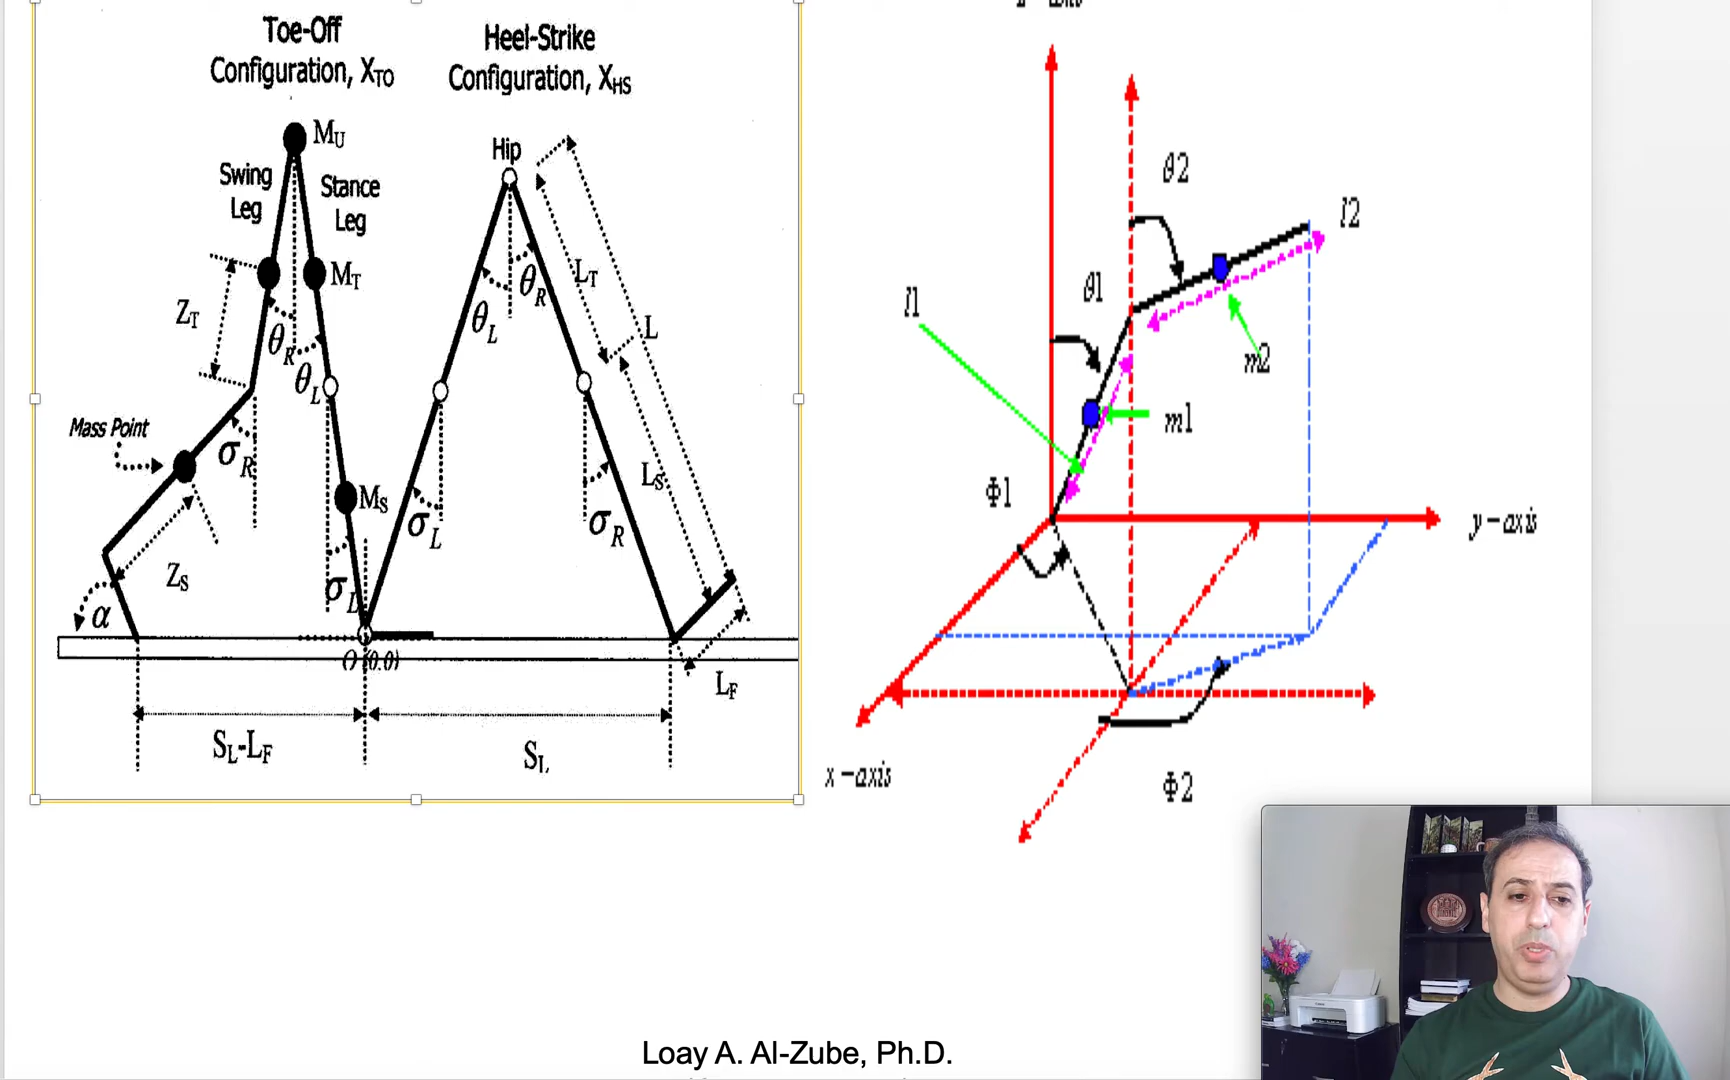 Toe-Off
Configuration, XTO
Heel-Strike
Configuration, XHS
MU
Swing
Leg
Stance
Leg
Hip
MT
ZT
θR
θL
θL
θR
LT
L
Mass Point
σR
MS
σL
σL
σR
LS
ZS
α
(0,0)
LF
SL-LF
SL
ϑ2
l2
ϑ1
l1
m2
m1
Φ1
y-axis
x-axis
Φ2
Loay A. Al-Zube, Ph.D.